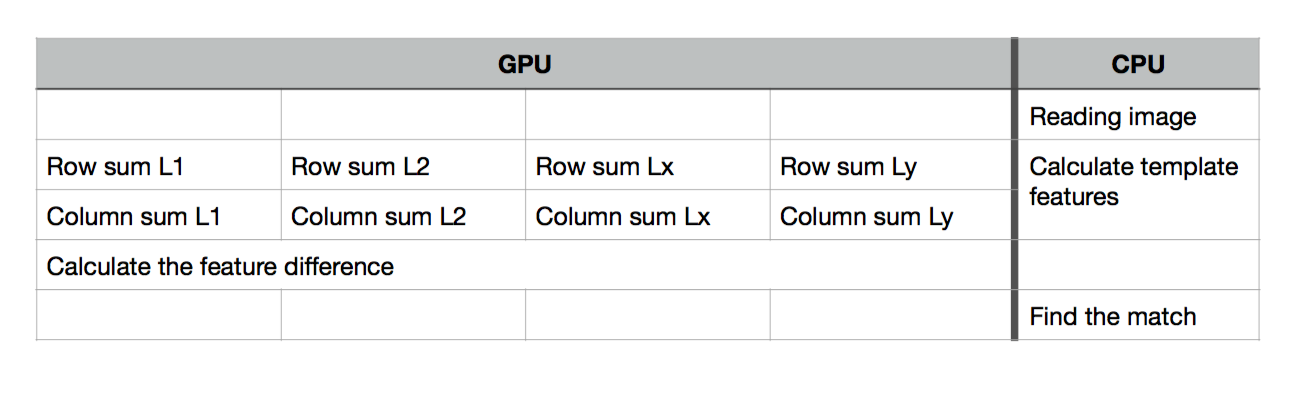 GPU CPU
Reading image
Row sum L1 Row sum L2 Row sum Lx Row sum Ly Calculate template
features
Column sum L1 Column sum L2 Column sum Lx Column sum Ly
Calculate the feature difference
Find the match